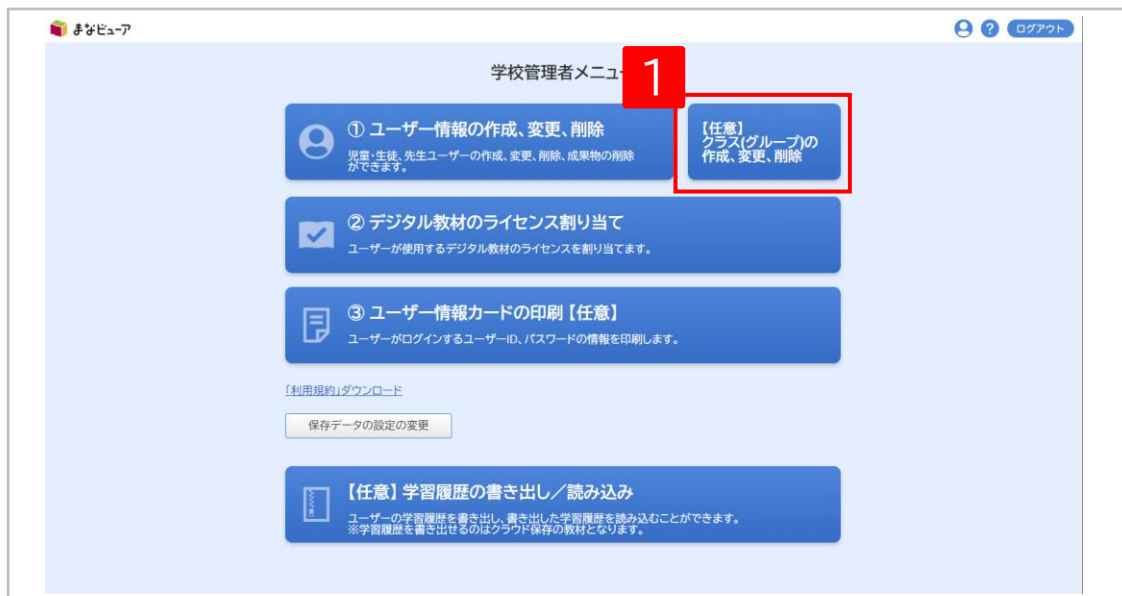 まなビューア
? ログアウト
学校管理者メニュー
1
① ユーザー情報の作成、変更、削除
児童・生徒、先生ユーザーの作成、変更、削除、成果物の削除
ができます。
【任意】
クラス(グループ)の
作成、変更、削除
② デジタル教材のライセンス割り当て
ユーザーが使用するデジタル教材のライセンスを割り当てます。
③ ユーザー情報カードの印刷【任意】
ユーザーがログインするユーザーID、パスワードの情報を印刷します。
「利用規約」ダウンロード
保存データの設定の変更
【任意】学習履歴の書き出し／読み込み
ユーザーの学習履歴を書き出し、書き出した学習履歴を読み込むことができます。
※学習履歴を書き出せるのはクラウド保存の教材となります。